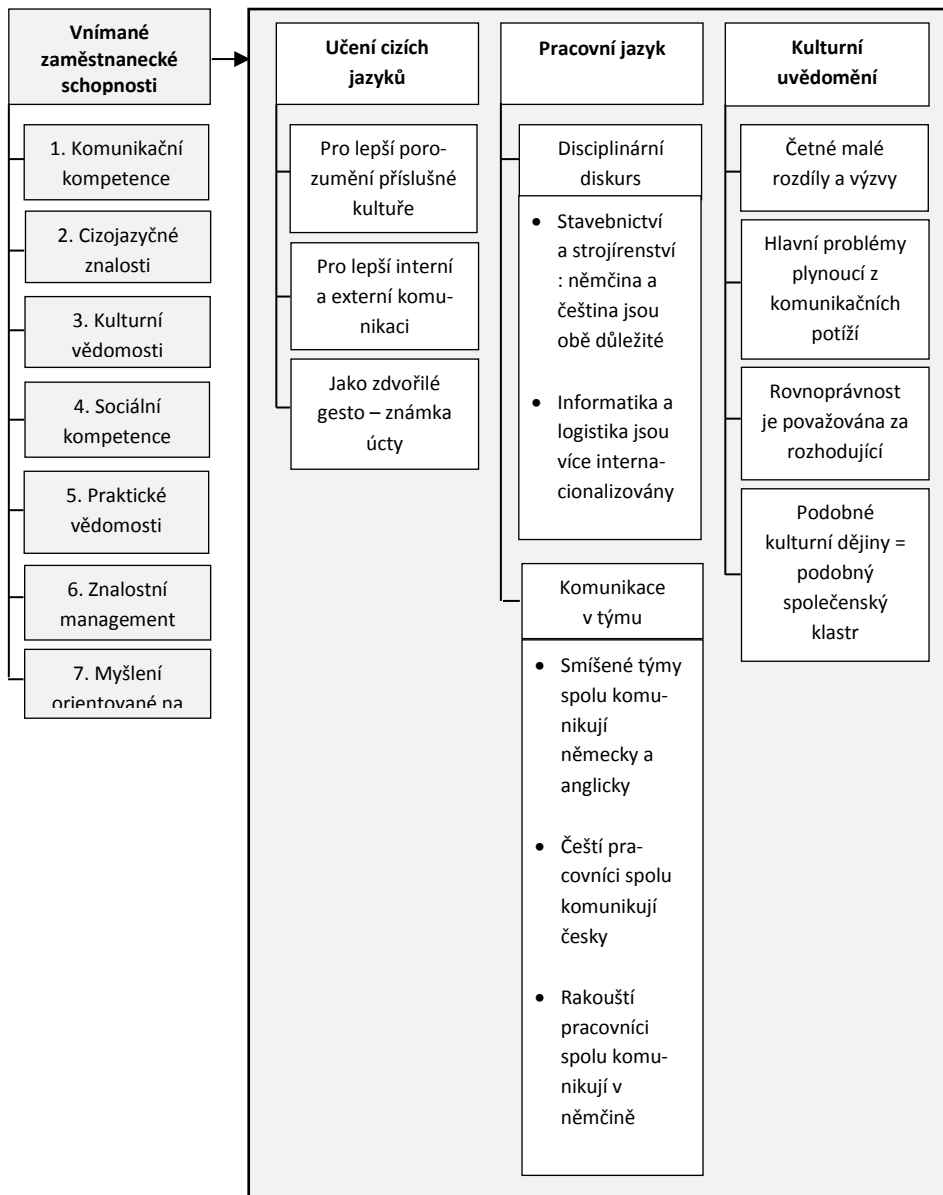 Vnímané
zaměstnanecké
schopnosti
1. Komunikační
kompetence
2. Cizojazyčné
znalosti
3. Kulturní
vědomosti
4. Sociální
kompetence
5. Praktické
vědomosti
6. Znalostní
management
7. Myšlení
orientované na
Učení cizích
jazyků
Pro lepší poro-
zumění příslušné
kultuře
Pro lepší interní
a externí komu-
nikaci
Jako zdvořilé
gesto – známka
úcty
Pracovní jazyk
Disciplinární
diskurs
• Stavebnictví
a strojírenství
: němčina a
čeština jsou
obě důležité
• Informatika a
logistika jsou
více interna-
cionalizovány
Komunikace
v týmu
• Smíšené týmy
spolu komu-
nikují
německy a
anglicky
• Čeští pra-
covníci spolu
komunikují
česky
• Rakouští
pracovníci
spolu komu-
nikují v
němčině
Kulturní
uvědomění
Četné malé
rozdíly a výzvy
Hlavní problémy
plynoucí z
komunikačních
potíží
Rovnoprávnost
je považována za
rozhodující
Podobné
kulturní dějiny =
podobný
společenský
klastr